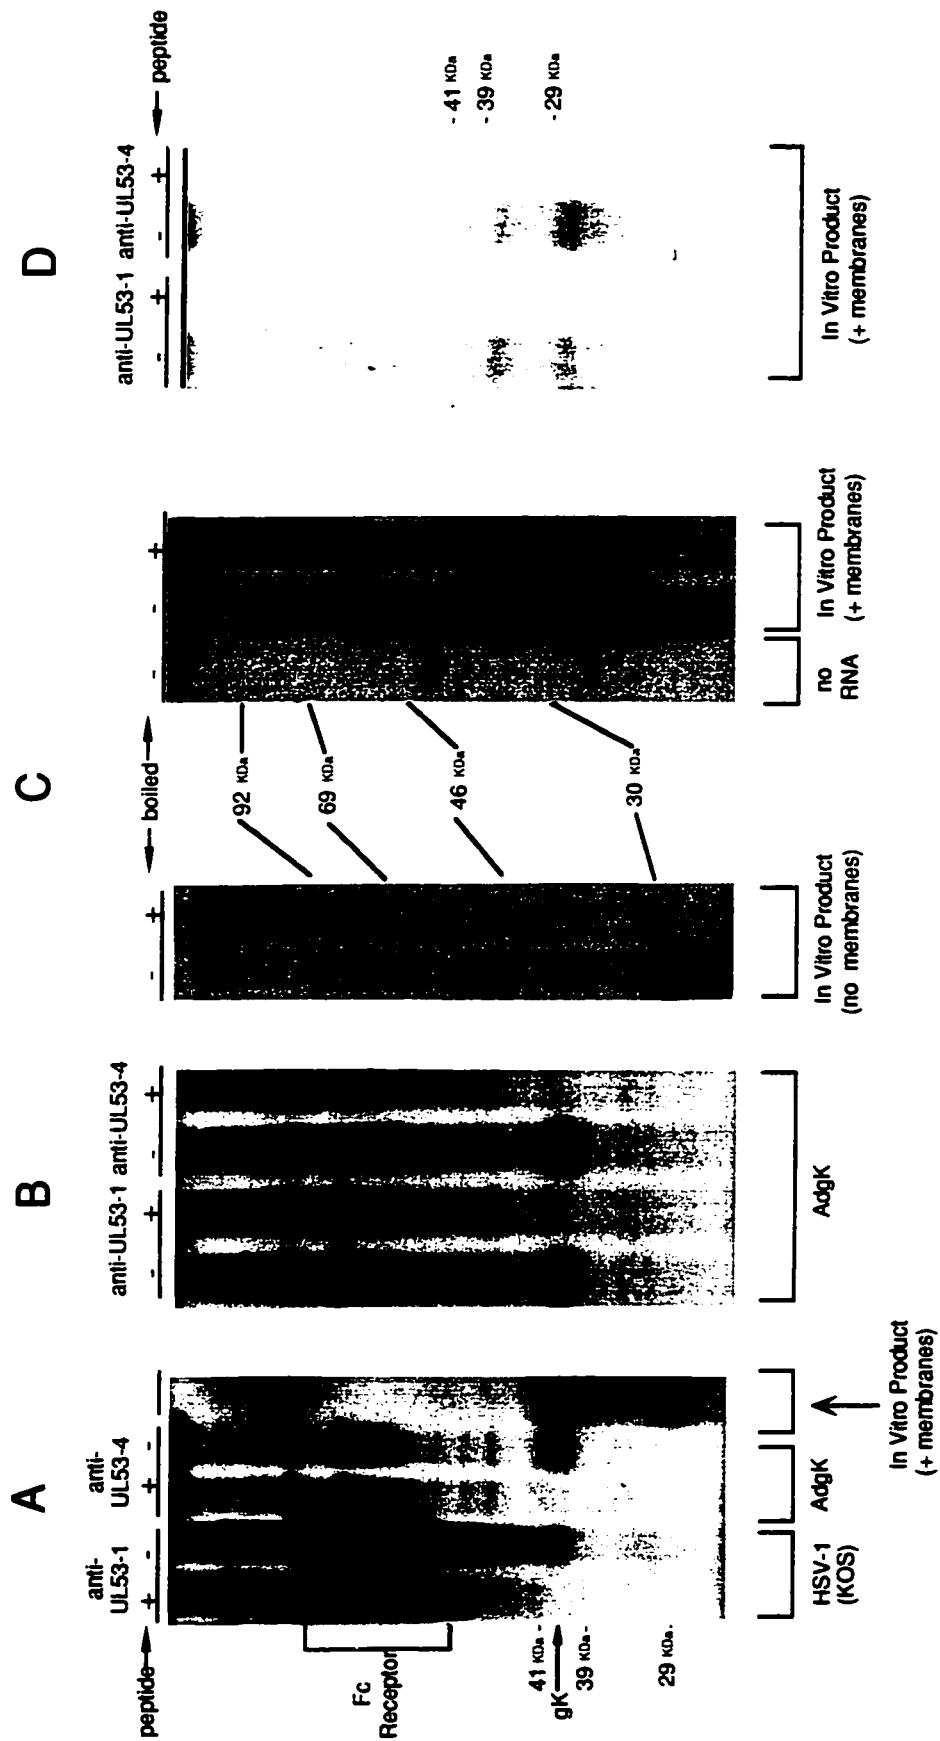 A
peptide
anti-
UL53-1
anti-
UL53-4
+ - + -
Fc
Receptor
41 KDa -
gK
39 KDa -
29 KDa -
HSV-1
(KOS)
AdgK
In Vitro Product
(+ membranes)
B
anti-UL53-1 anti-UL53-4
- + - +
AdgK
C
boiled
- +
- - +
92 KDa
69 KDa
46 KDa
30 KDa
In Vitro Product
(no membranes)
no
RNA
In Vitro Product
(+ membranes)
D
anti-UL53-1 anti-UL53-4
- + - +
peptide
- 41 KDa
- 39 KDa
- 29 KDa
In Vitro Product
(+ membranes)